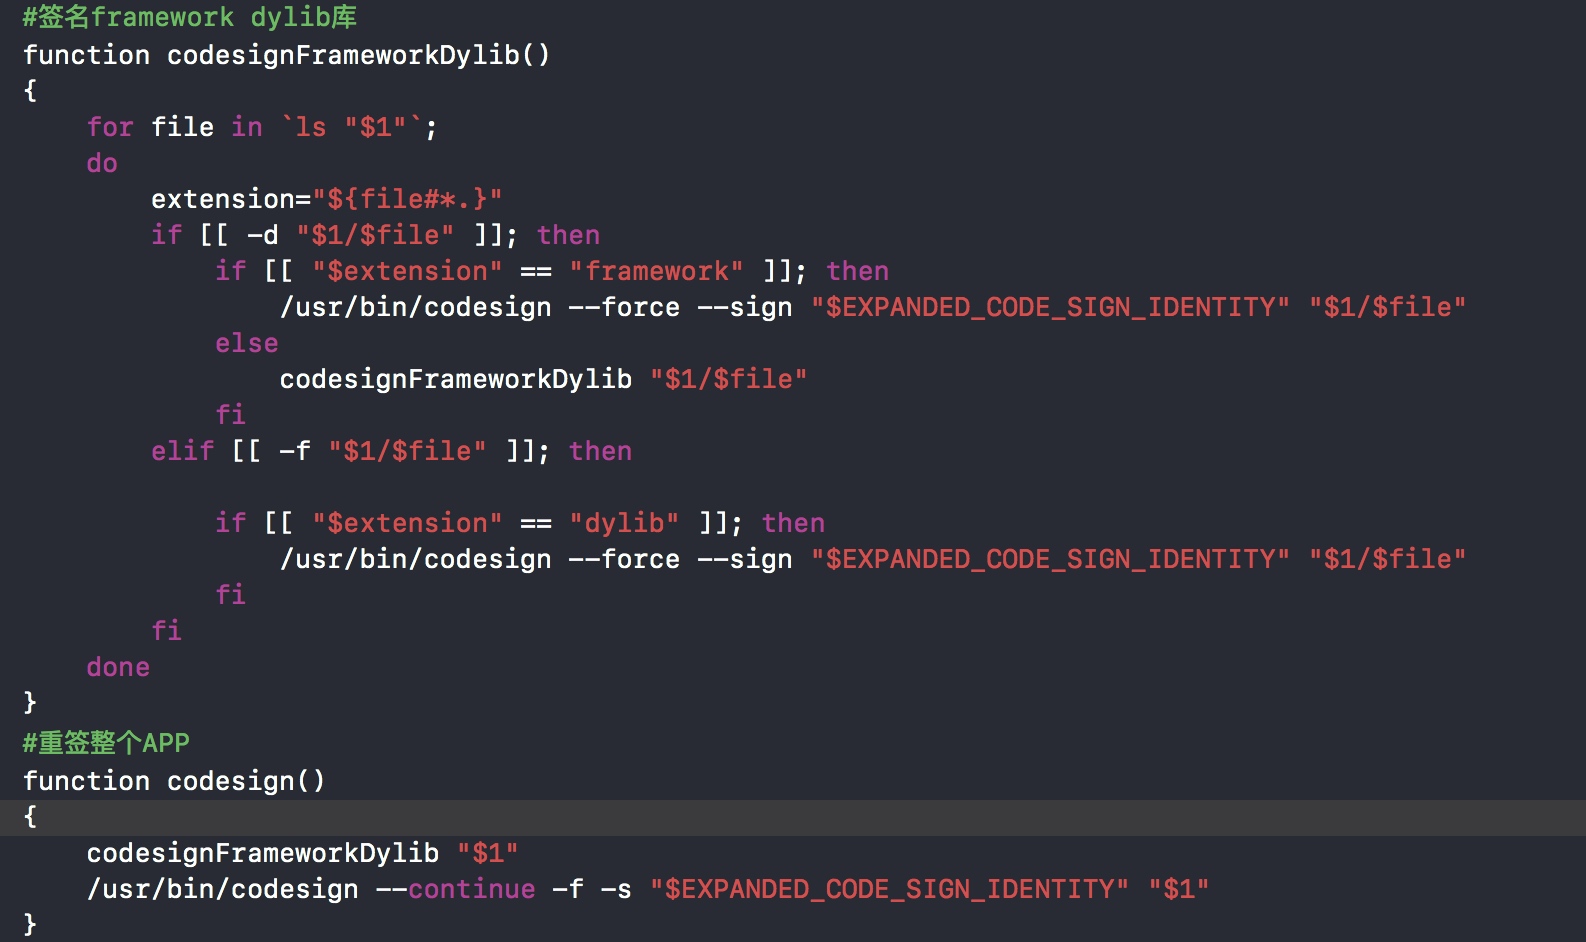 #签名framework dylib库
function codesignFrameworkDylib()
{
    for file in `ls "$1"`;
    do
        extension="${file#*.}"
        if [[ -d "$1/$file" ]]; then
            if [[ "$extension" == "framework" ]]; then
                /usr/bin/codesign --force --sign "$EXPANDED_CODE_SIGN_IDENTITY" "$1/$file"
            else
                codesignFrameworkDylib "$1/$file"
            fi
        elif [[ -f "$1/$file" ]]; then
            if [[ "$extension" == "dylib" ]]; then
                /usr/bin/codesign --force --sign "$EXPANDED_CODE_SIGN_IDENTITY" "$1/$file"
            fi
        fi
    done
}
#重签整个APP
function codesign()
{
    codesignFrameworkDylib "$1"
    /usr/bin/codesign --continue -f -s "$EXPANDED_CODE_SIGN_IDENTITY" "$1"
}